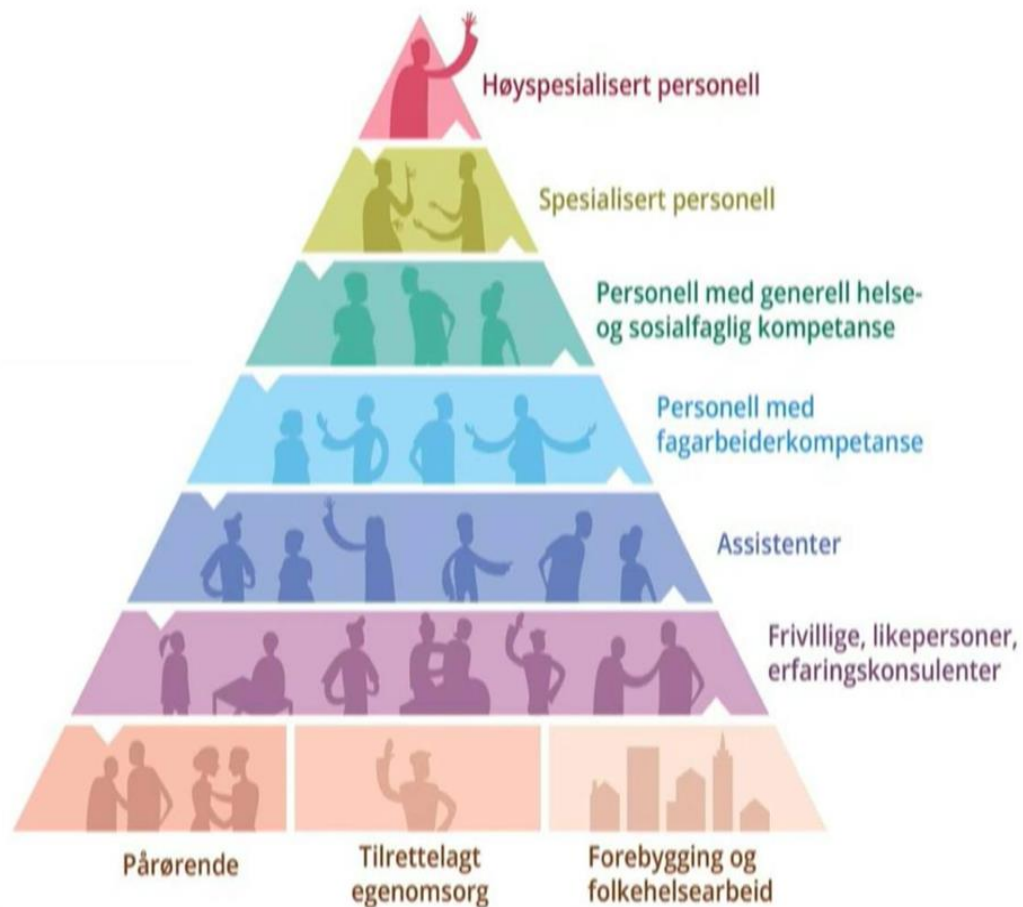 Høyspesialisert personell
Spesialisert personell
Personell med generell helse-
og sosialfaglig kompetanse
Personell med
fagarbeiderkompetanse
Assistenter
Frivillige, likepersoner,
erfaringskonsulenter
Pårørende
Tilrettelagt
egenomsorg
Forebygging og
folkehelsearbeid